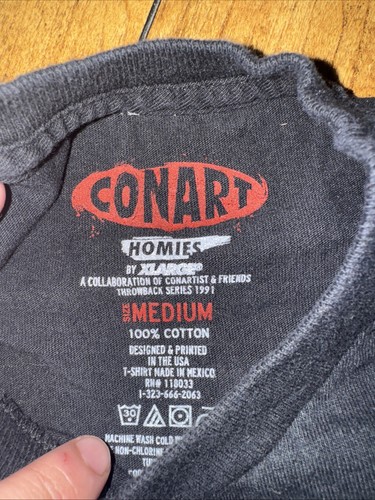 CONART
HOMIES
BY XLARGE®
A COLLABORATION OF CONARTIST & FRIENDS
THROWBACK SERIES 1991
SIZE MEDIUM
100% COTTON
DESIGNED & PRINTED
IN THE USA
T-SHIRT MADE IN MEXICO
RN# 118033
1-323-666-2063
30
MACHINE WASH COLD
NON-CHLORINE